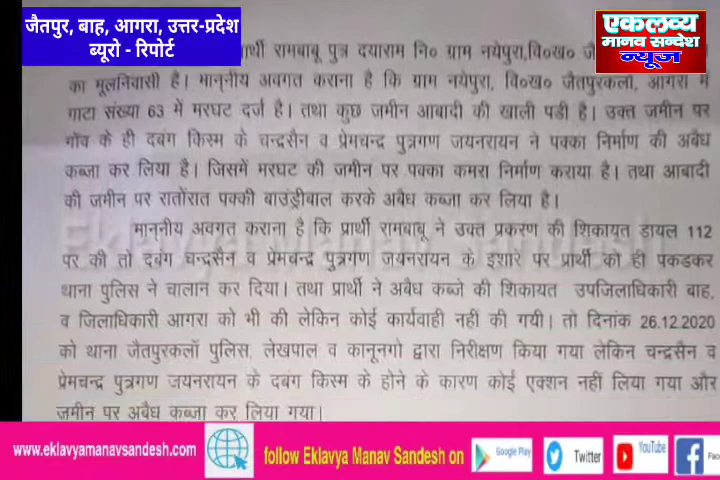 जैतपुर, बाह, आगरा, उत्तर-प्रदेश
ब्यूरो - रिपोर्ट
एकलव्य
मानव सन्देश
न्यूज
प्रार्थी रामबाबू पुत्र दयाराम नि० ग्राम नयेपुरा,वि०ख०
का मूलनिवासी है। मान्नीय अवगत कराना है कि ग्राम नयेपुरा, वि०ख० जैतपुरकलॉ, आगरा में
गाटा संख्या 63 में मरघट दर्ज है। तथा कुछ जमीन आबादी की खाली पडी है। उक्त जमीन पर
गॉव के ही दबंग किस्म के चन्द्रसैन व प्रेमचन्द्र पुत्रगण जयनरायन ने पक्का निर्माण की अबैध
कब्जा कर लिया है। जिसमें मरघट की जमीन पर पक्का कमरा निर्माण कराया है। तथा आबादी
की जमीन पर रातोंरात पक्की बाउंड्रीबाल करके अबैध कब्जा कर लिया है।
मान्नीय अवगत कराना है कि प्रार्थी रामबाबू ने उक्त प्रकरण की शिकायत डायल 112
पर की तो दबंग चन्द्रसैन व प्रेमचन्द्र पुत्रगण जयनरायन के इशारे पर प्रार्थी को ही पकडकर
थाना पुलिस ने चालान कर दिया। तथा प्रार्थी ने अबैध कब्जे की शिकायत उपजिलाधिकारी बाह,
व जिलाधिकारी आगरा को भी की लेकिन कोई कार्यवाही नहीं की गयी। तो दिनांक 26.12.2020
को थाना जैतपुरकलॉ पुलिस, लेखपाल व कानूनगो द्वारा निरीक्षण किया गया लेकिन चन्द्रसैन व
प्रेमचन्द्र पुत्रगण जयनरायन के दबंग किस्म के होने के कारण कोई एक्शन नहीं लिया गया और
जमीन पर अबैध कब्जा कर लिया गया।
Eklavya Manav Sandesh
www.eklavyamanavsandesh.com
follow Eklavya Manav Sandesh on
Google Play
Twitter
YouTube